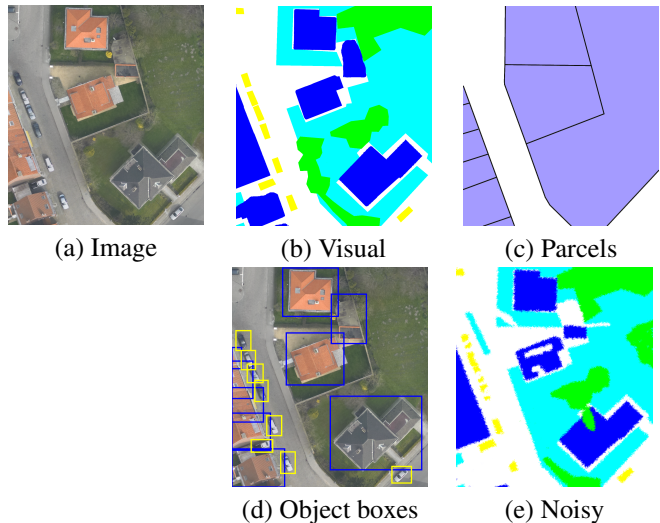 (a) Image
(b) Visual
(c) Parcels
(d) Object boxes
(e) Noisy